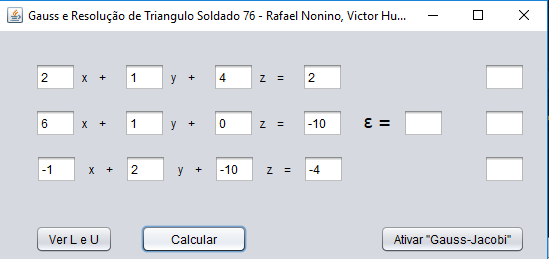 Gauss e Resolução de Triangulo Soldado 76 - Rafael Nonino, Victor Hu...
2 x + 1 y + 4 z = 2
6 x + 1 y + 0 z = -10 ε =
-1 x + 2 y + -10 z = -4
Ver L e U Calcular Ativar "Gauss-Jacobi"